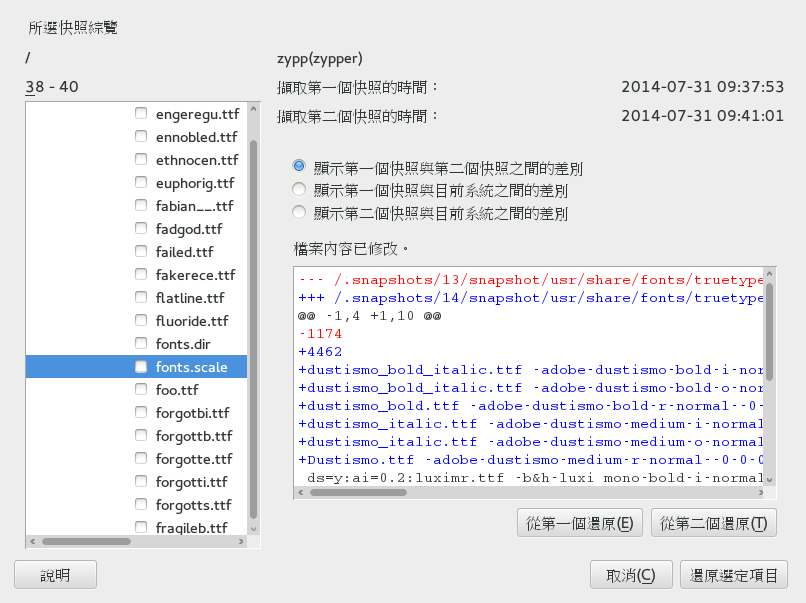 所選快照綜覽
/
38 - 40
engeregu.ttf
ennobled.ttf
ethnocen.ttf
euphorig.ttf
fabian__.ttf
fadgod.ttf
failed.ttf
fakerece.ttf
flatline.ttf
fluoride.ttf
fonts.dir
fonts.scale
foo.ttf
forgotbi.ttf
forgottb.ttf
forgotte.ttf
forgotti.ttf
forgotts.ttf
fragileb.ttf
zypp(zypper)
擷取第一個快照的時間： 2014-07-31 09:37:53
擷取第二個快照的時間： 2014-07-31 09:41:01
顯示第一個快照與第二個快照之間的差別
顯示第一個快照與目前系統之間的差別
顯示第二個快照與目前系統之間的差別
檔案內容已修改。
--- /.snapshots/13/snapshot/usr/share/fonts/truetype
+++ /.snapshots/14/snapshot/usr/share/fonts/truetype
@@ -1,4 +1,10 @@
-1174
+4462
+dustismo_bold_italic.ttf -adobe-dustismo-bold-i-nor
+dustismo_bold_italic.ttf -adobe-dustismo-bold-o-nor
+dustismo_bold.ttf -adobe-dustismo-bold-r-normal--0-
+dustismo_italic.ttf -adobe-dustismo-medium-i-normal
+dustismo_italic.ttf -adobe-dustismo-medium-o-normal
+Dustismo.ttf -adobe-dustismo-medium-r-normal--0-0-0
ds=y:ai=0.2:luximr.ttf -b&h-luxi mono-bold-i-normal
從第一個還原(E) 從第二個還原(T)
說明 取消(C) 還原選定項目